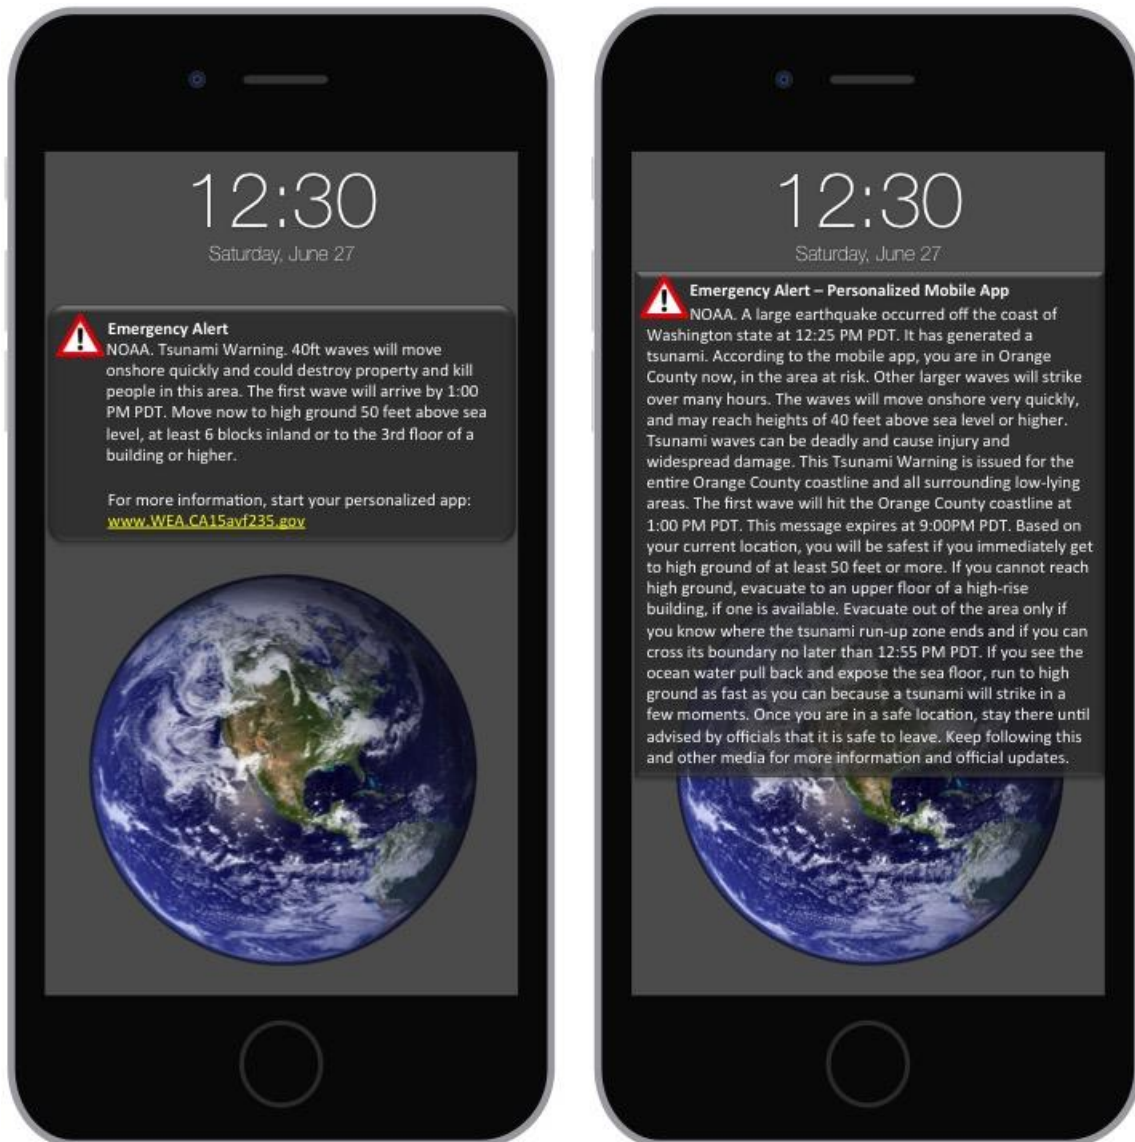 12:30
Saturday, June 27
Emergency Alert
NOAA. Tsunami Warning. 40ft waves will move
onshore quickly and could destroy property and kill
people in this area. The first wave will arrive by 1:00
PM PDT. Move now to high ground 50 feet above sea
level, at least 6 blocks inland or to the 3rd floor of a
building or higher.
For more information, start your personalized app:
www.WEA.CA15avf235.gov
12:30
Saturday, June 27
Emergency Alert – Personalized Mobile App
NOAA. A large earthquake occurred off the coast of
Washington state at 12:25 PM PDT. It has generated a
tsunami. According to the mobile app, you are in Orange
County now, in the area at risk. Other larger waves will strike
over many hours. The waves will move onshore very quickly,
and may reach heights of 40 feet above sea level or higher.
Tsunami waves can be deadly and cause injury and
widespread damage. This Tsunami Warning is issued for the
entire Orange County coastline and all surrounding low-lying
areas. The first wave will hit the Orange County coastline at
1:00 PM PDT. This message expires at 9:00PM PDT. Based on
your current location, you will be safest if you immediately get
to high ground of at least 50 feet or more. If you cannot reach
high ground, evacuate to an upper floor of a high-rise
building, if one is available. Evacuate out of the area only if
you know where the tsunami run-up zone ends and if you can
cross its boundary no later than 12:55 PM PDT. If you see the
ocean water pull back and expose the sea floor, run to high
ground as fast as you can because a tsunami will strike in a
few moments. Once you are in a safe location, stay there until
advised by officials that it is safe to leave. Keep following this
and other media for more information and official updates.